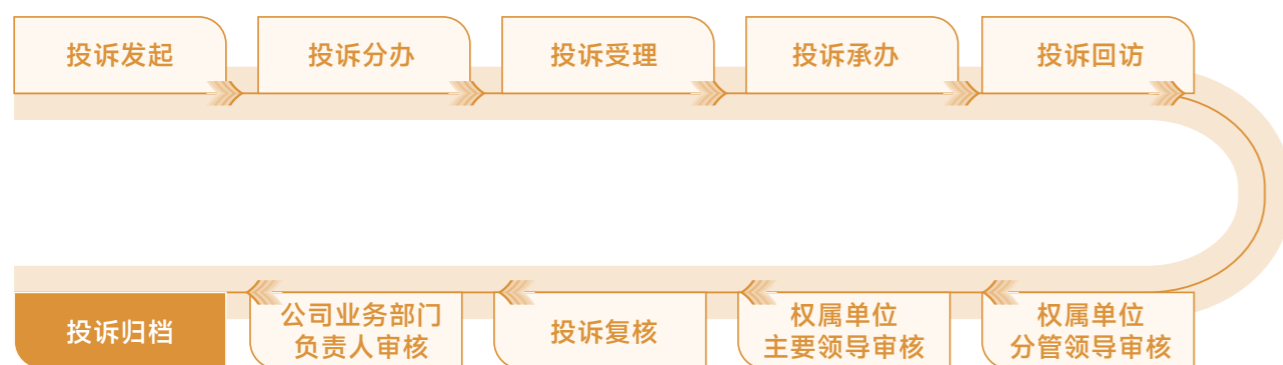 投诉发起
投诉分办
投诉受理
投诉承办
投诉回访
权属单位
分管领导审核
权属单位
主要领导审核
投诉复核
公司业务部门
负责人审核
投诉归档